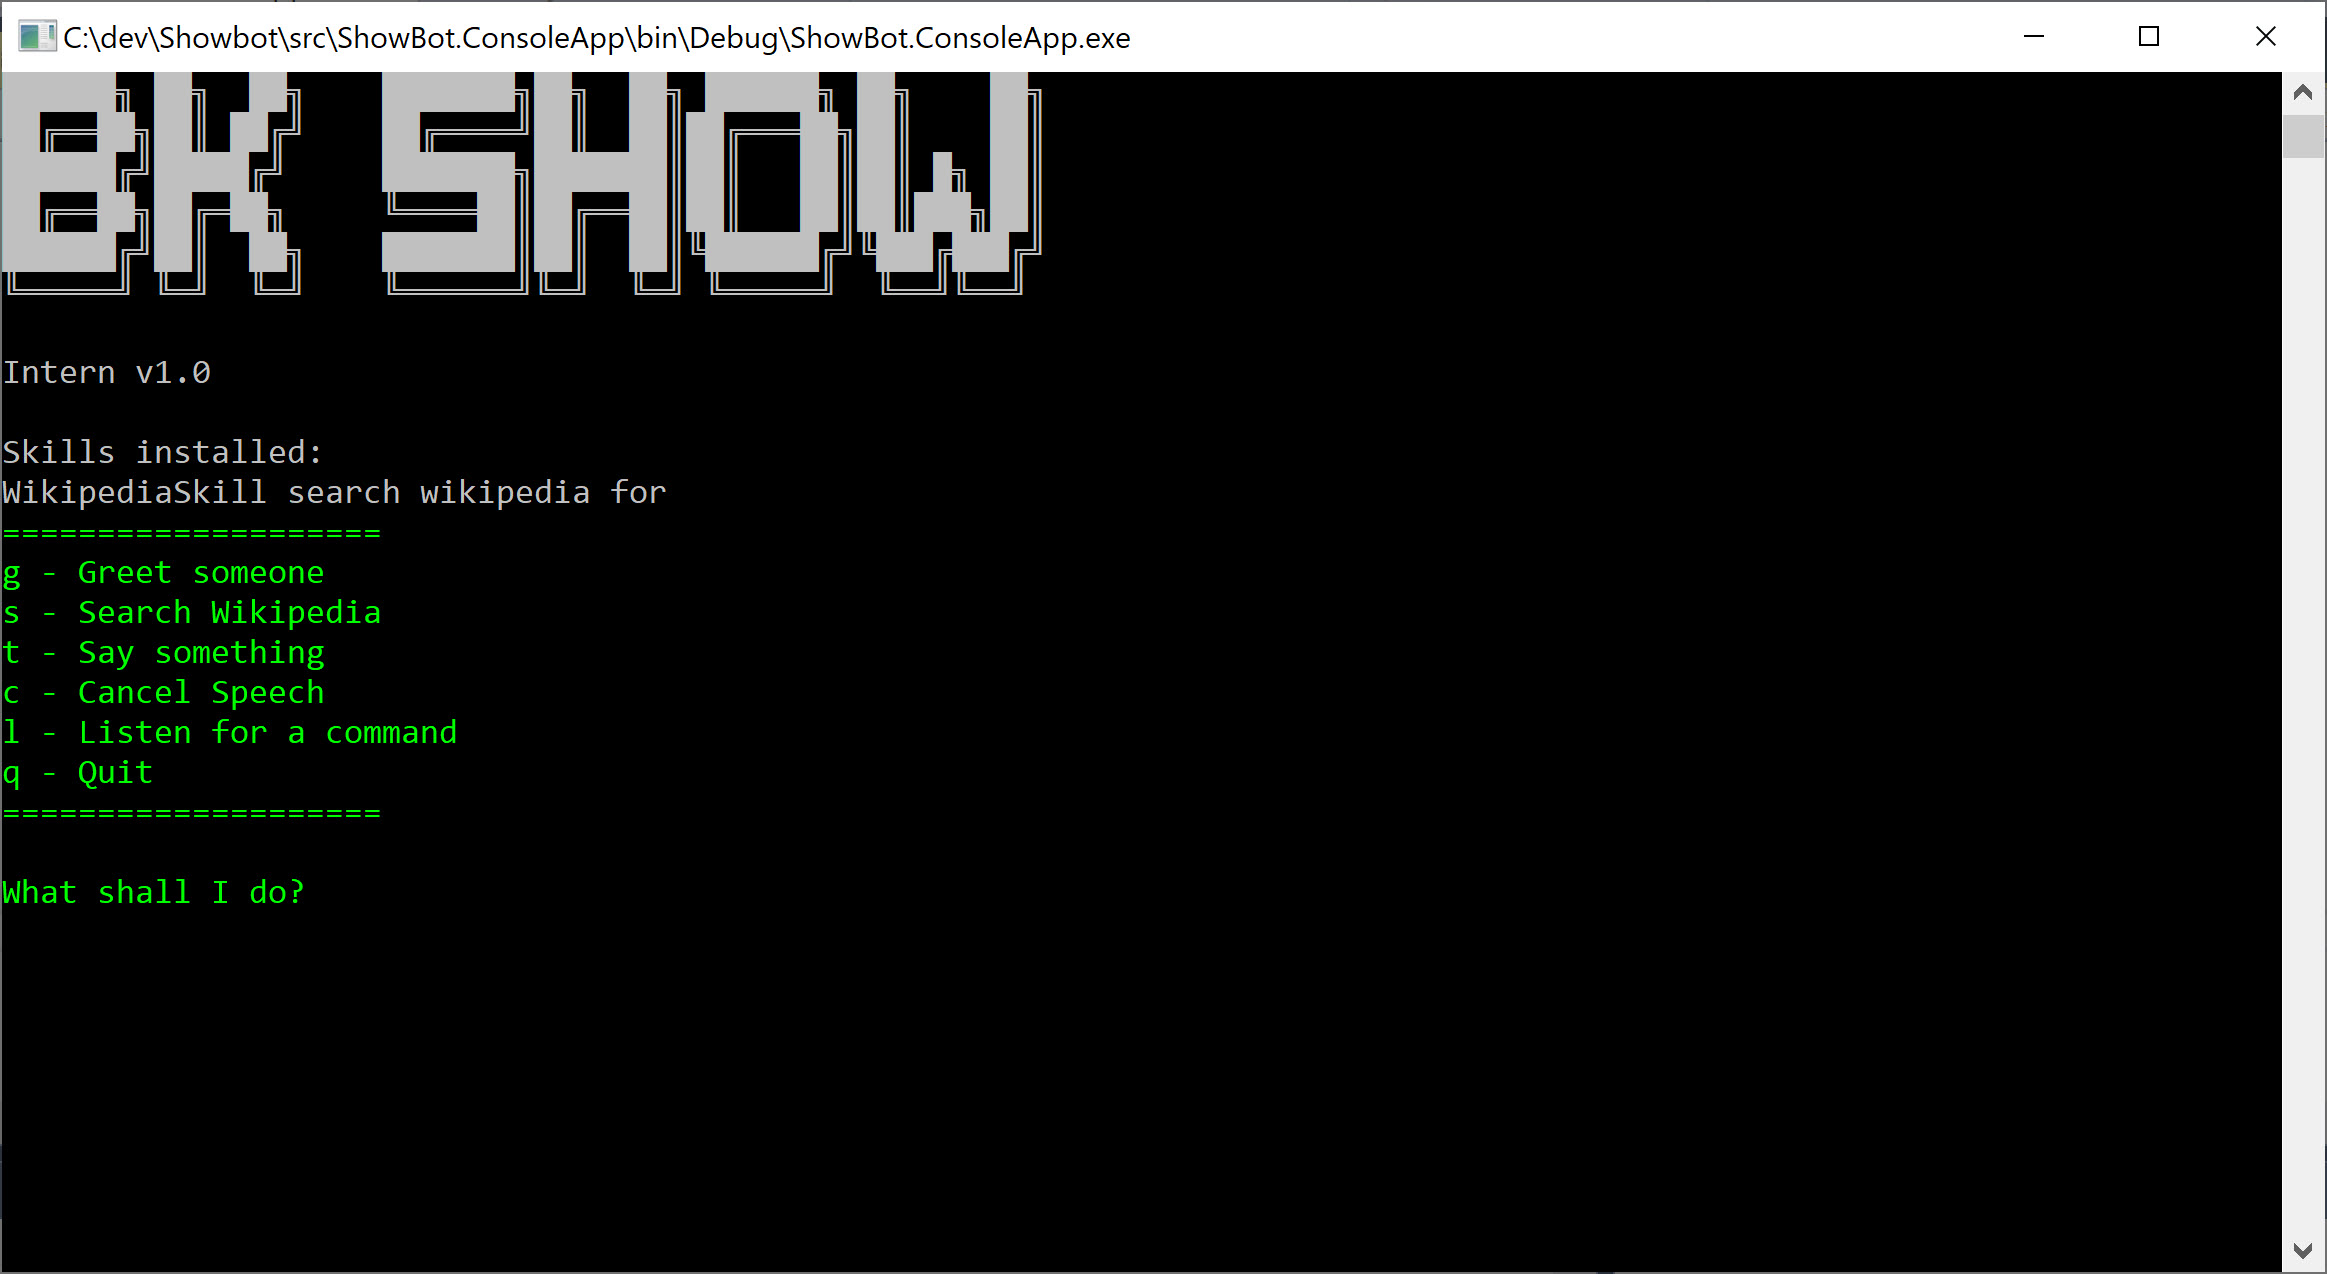 C:\dev\Showbot\src\ShowBot.ConsoleApp\bin\Debug\ShowBot.ConsoleApp.exe
BK SHOW
Intern v1.0
Skills installed:
WikipediaSkill search wikipedia for
====================
g - Greet someone
s - Search Wikipedia
t - Say something
c - Cancel Speech
l - Listen for a command
q - Quit
====================
What shall I do?